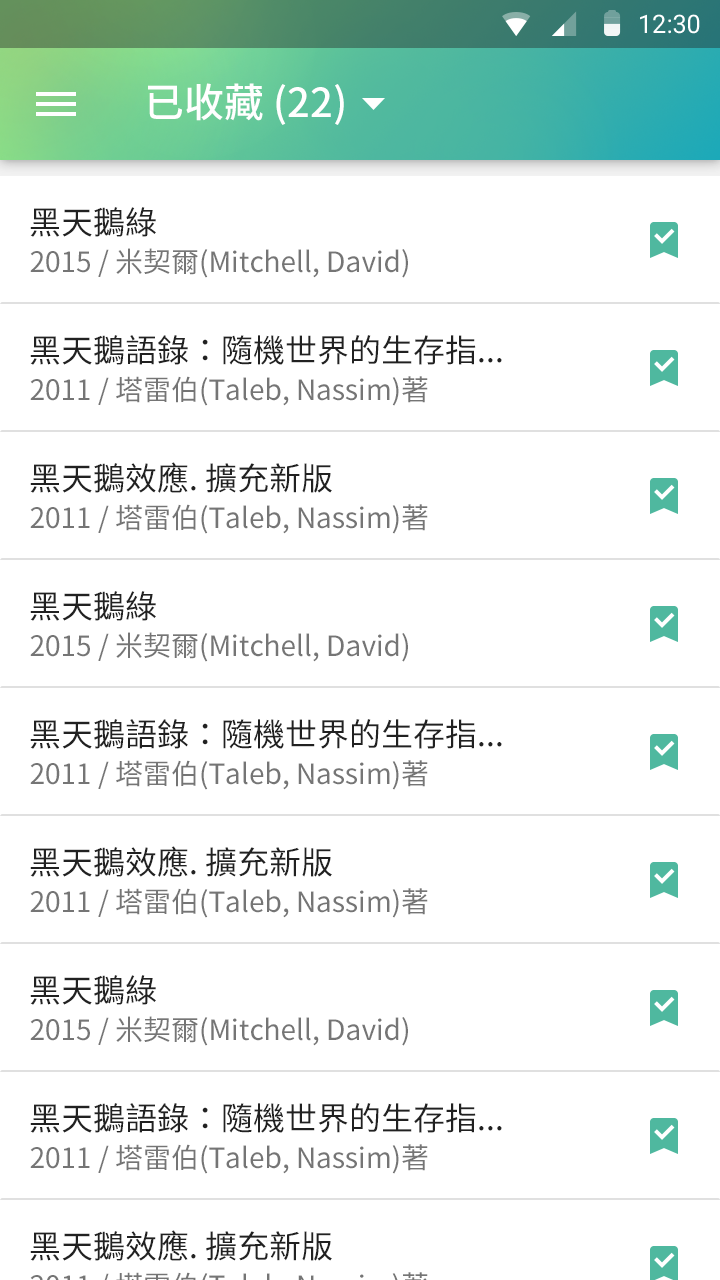 12:30
已收藏 (22)
黑天鵝綠
2015 / 米契爾(Mitchell, David)
黑天鵝語錄：隨機世界的生存指...
2011 / 塔雷伯(Taleb, Nassim)著
黑天鵝效應. 擴充新版
2011 / 塔雷伯(Taleb, Nassim)著
黑天鵝綠
2015 / 米契爾(Mitchell, David)
黑天鵝語錄：隨機世界的生存指...
2011 / 塔雷伯(Taleb, Nassim)著
黑天鵝效應. 擴充新版
2011 / 塔雷伯(Taleb, Nassim)著
黑天鵝綠
2015 / 米契爾(Mitchell, David)
黑天鵝語錄：隨機世界的生存指...
2011 / 塔雷伯(Taleb, Nassim)著
黑天鵝效應. 擴充新版